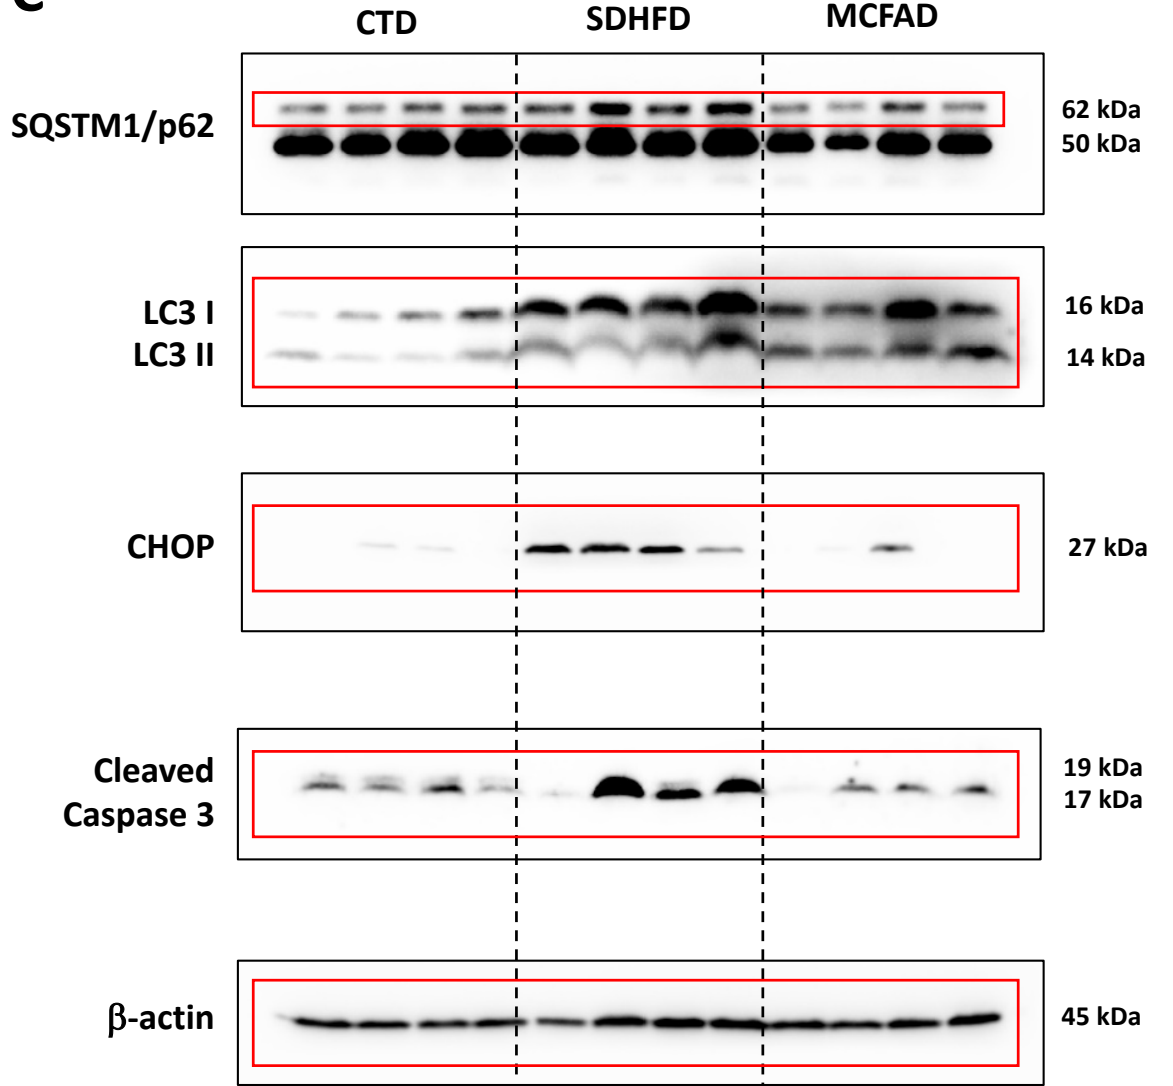 C
CTD SDHFD MCFAD
SQSTM1/p62 62 kDa
50 kDa
LC3 I 16 kDa
LC3 II 14 kDa
CHOP 27 kDa
Cleaved 19 kDa
Caspase 3 17 kDa
β-actin 45 kDa